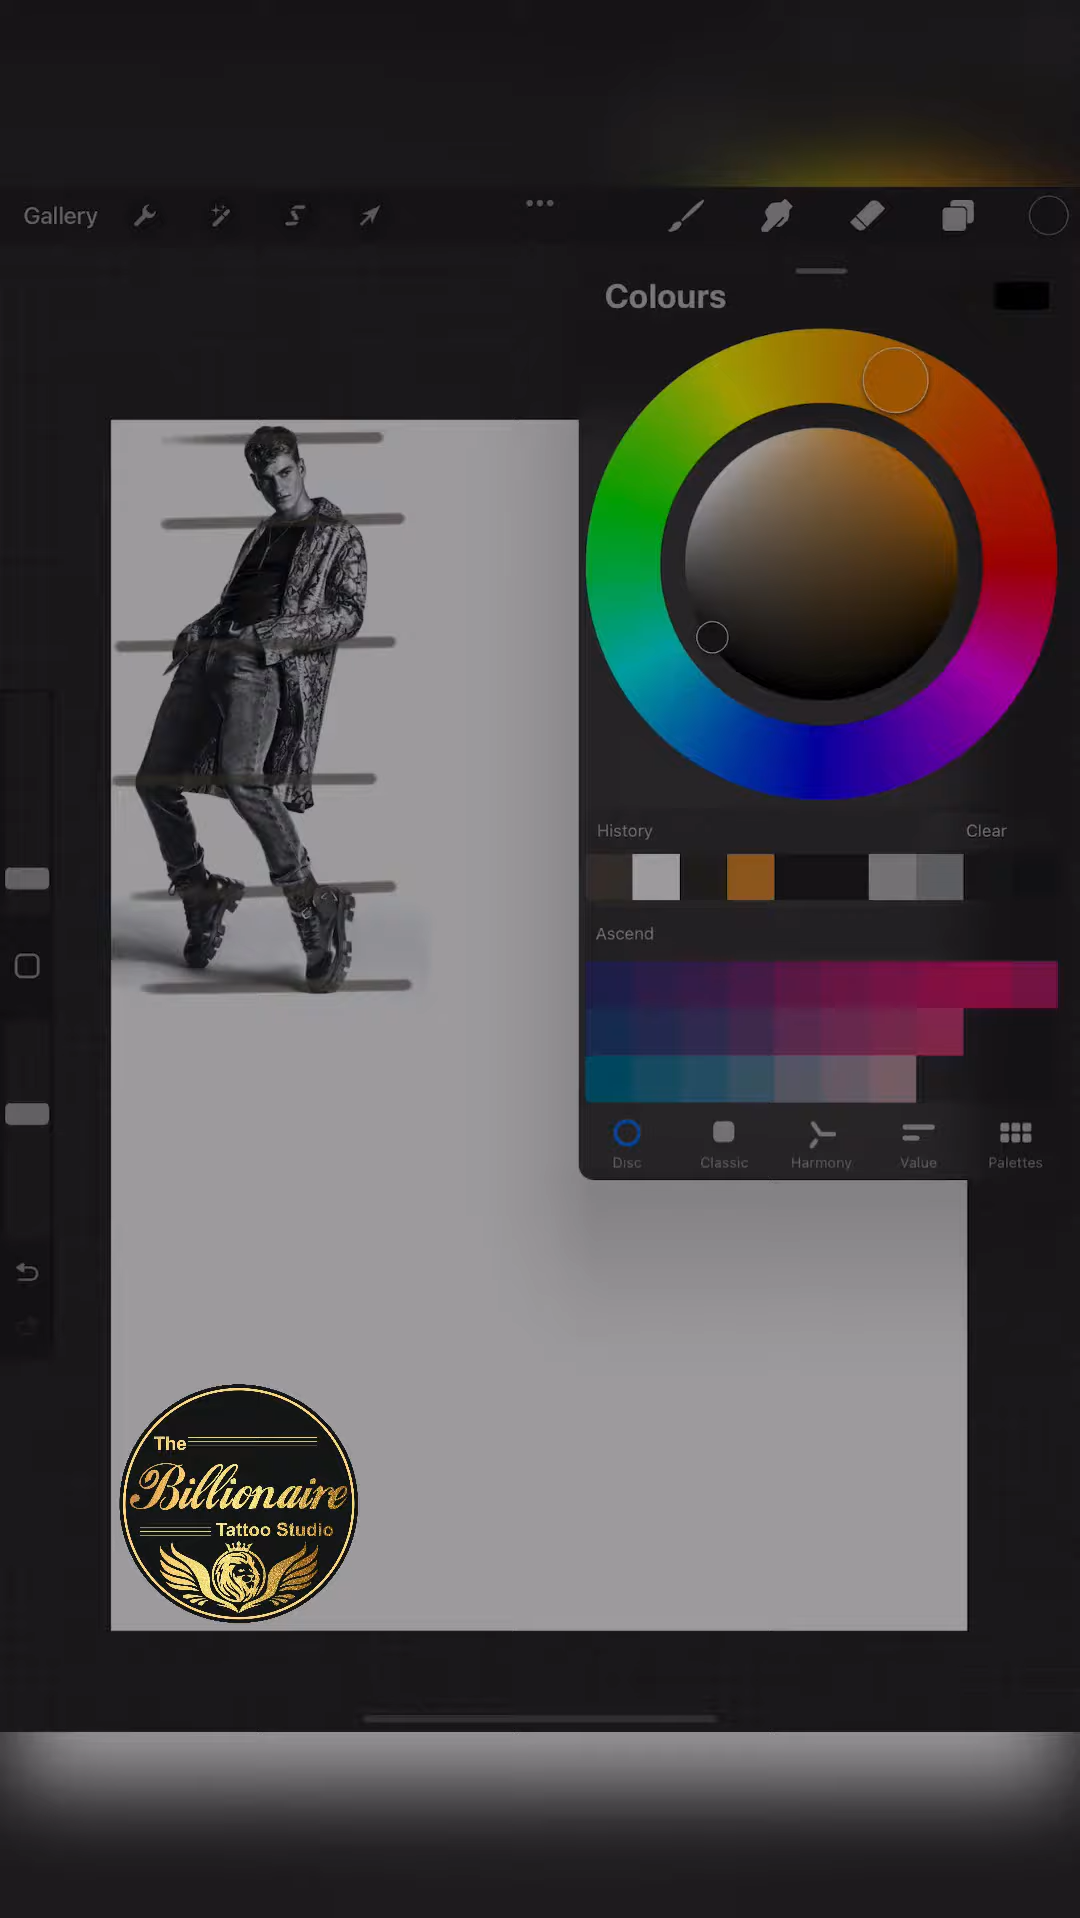 Gallery
Colours
History
Clear
Ascend
Disc
Classic
Harmony
Value
Palettes
The
Billionaire
Tattoo Studio